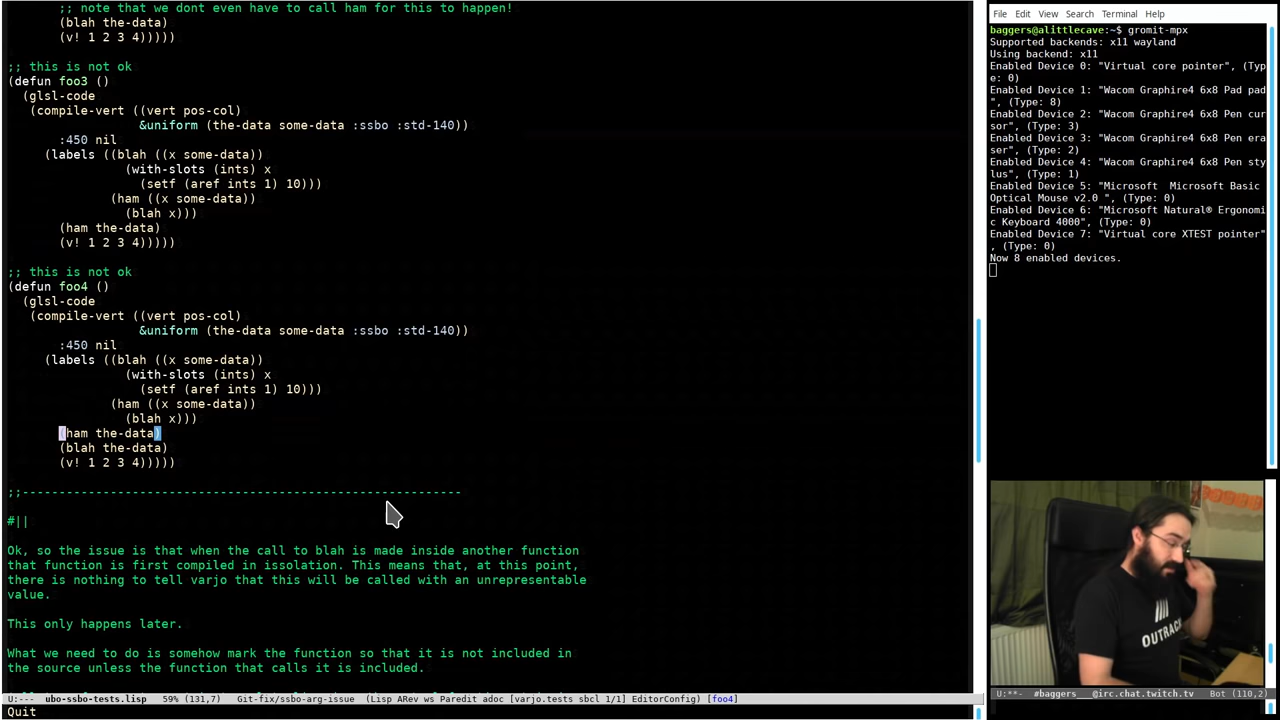 ;; note that we dont even have to call ham for this to happen!
(blah the-data)
(v! 1 2 3 4)))))
;; this is not ok
(defun foo3 ()
(glsl-code
(compile-vert ((vert pos-col)
&uniform (the-data some-data :ssbo :std-140))
:450 nil
(labels ((blah ((x some-data))
(with-slots (ints) x
(setf (aref ints 1) 10)))
(ham ((x some-data))
(blah x)))
(ham the-data)
(v! 1 2 3 4)))))
;; this is not ok
(defun foo4 ()
(glsl-code
(compile-vert ((vert pos-col)
&uniform (the-data some-data :ssbo :std-140))
:450 nil
(labels ((blah ((x some-data))
(with-slots (ints) x
(setf (aref ints 1) 10)))
(ham ((x some-data))
(blah x)))
(ham the-data)
(blah the-data)
(v! 1 2 3 4)))))
;;------------------------------------------------------------
#||
Ok, so the issue is that when the call to blah is made inside another function
that function is first compiled in issolation. This means that, at this point,
there is nothing to tell varjo that this will be called with an unrepresentable
value.
This only happens later.
What we need to do is somehow mark the function so that it is not included in
the source unless the function that calls it is included.
U:--- ubo-ssbo-tests.lisp 59% (131,7) Git-fix/ssbo-arg-issue (Lisp ARev ws Paredit adoc [varjo.tests sbcl 1/1] EditorConfig) [foo4]
Quit
File Edit View Search Terminal Help
baggers@alittlecave:~$ gromit-mpx
Supported backends: x11 wayland
Using backend: x11
Enabled Device 0: "Virtual core pointer", (Typ
e: 0)
Enabled Device 1: "Wacom Graphire4 6x8 Pad pad
", (Type: 8)
Enabled Device 2: "Wacom Graphire4 6x8 Pen cur
sor", (Type: 3)
Enabled Device 3: "Wacom Graphire4 6x8 Pen era
ser", (Type: 2)
Enabled Device 4: "Wacom Graphire4 6x8 Pen sty
lus", (Type: 1)
Enabled Device 5: "Microsoft  Microsoft Basic
Optical Mouse v2.0 ", (Type: 0)
Enabled Device 6: "Microsoft Natural® Ergonomi
c Keyboard 4000", (Type: 0)
Enabled Device 7: "Virtual core XTEST pointer"
, (Type: 0)
Now 8 enabled devices.
OUTRACK
U:**- #baggers @irc.chat.twitch.tv Bot (110,2)